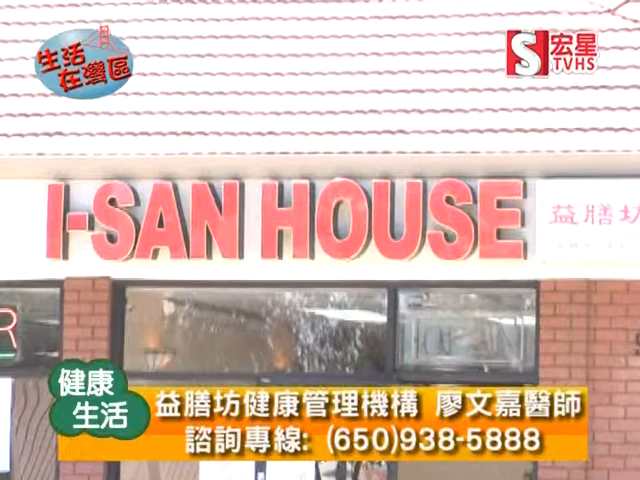 生活
在灣區
S 宏星
TVHS
I-SAN HOUSE
益膳坊
R
健康
生活
益膳坊健康管理機構 廖文嘉醫師
諮詢專線: (650)938-5888